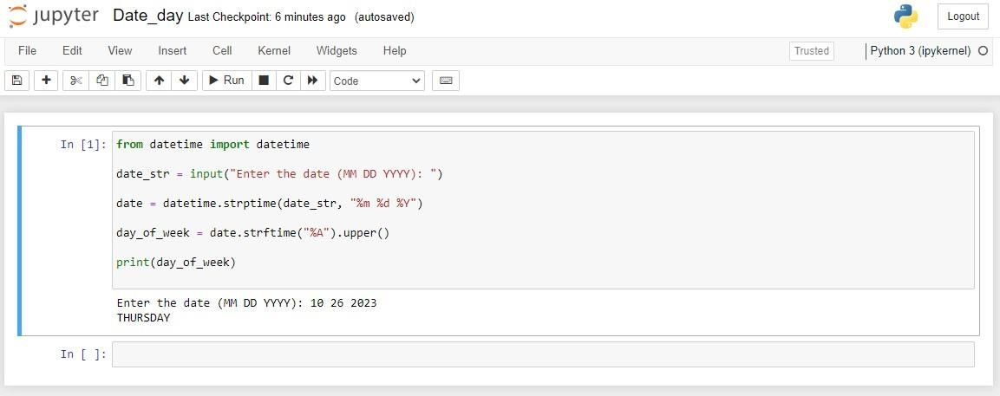 jupyter Date_day Last Checkpoint: 6 minutes ago (autosaved) Logout
File Edit View Insert Cell Kernel Widgets Help Trusted Python 3 (ipykernel)
Run Code
In [1]: from datetime import datetime
date_str = input("Enter the date (MM DD YYYY): ")
date = datetime.strptime(date_str, "%m %d %Y")
day_of_week = date.strftime("%A").upper()
print(day_of_week)
Enter the date (MM DD YYYY): 10 26 2023
THURSDAY
In [ ]: